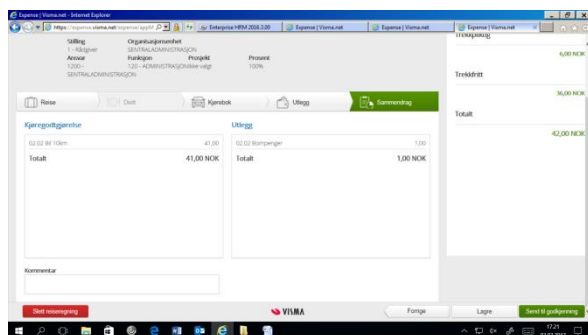 Expense | Visma.net - Internet Explorer
Enterprise HRM 2016.3.00
Expense | Visma.net
Expense | Visma.net
Expense | Visma.net
Stilling
Organisasjonsenhet
1 - Rådgiver
SENTRALADMINISTRASJON
Ansvar
Funksjon
Prosjekt
Prosent
1200 -
120 - ADMINISTRASJON
Ikke valgt
100%
SENTRALADMINISTRASJON
6,00 NOK
Trekkfritt
36,00 NOK
Totalt
42,00 NOK
Reise
Diett
Kjørebok
Utlegg
Sammendrag
Kjøregodtgjørelse
02.02 Bil 10km
41,00
Totalt
41,00 NOK
Utlegg
02.02 Bompenger
1,00
Totalt
1,00 NOK
Kommentar
Slett reiseregning
VISMA
Forrige
Lagre
Send til godkjenning
17.21